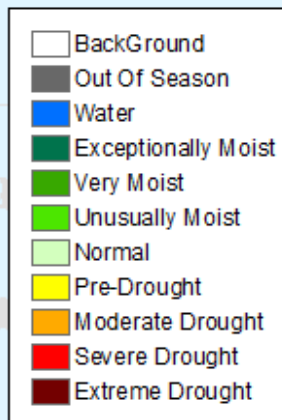 BackGround
Out Of Season
Water
Exceptionally Moist
Very Moist
Unusually Moist
Normal
Pre-Drought
Moderate Drought
Severe Drought
Extreme Drought